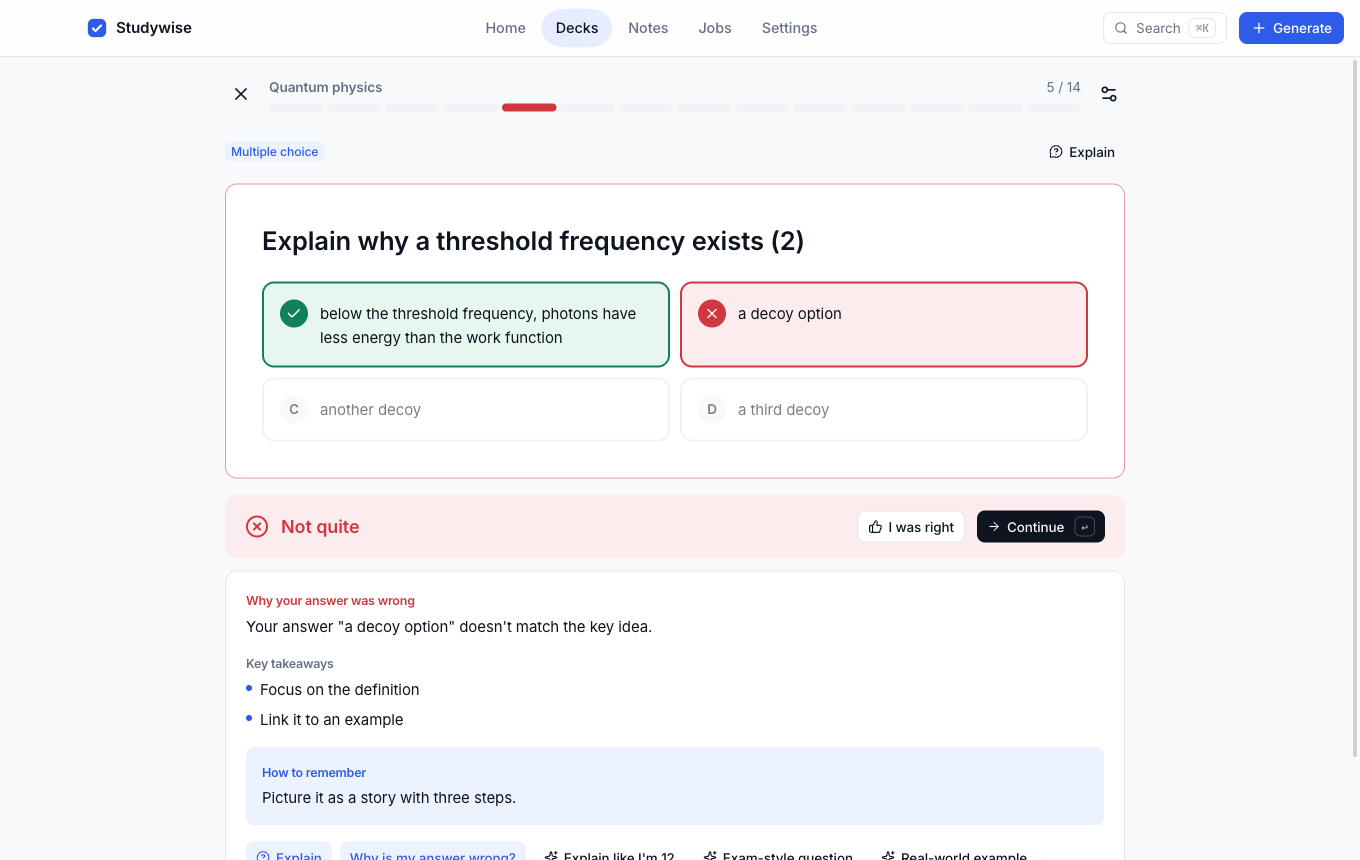 Studywise
Home
Decks
Notes
Jobs
Settings
Search
⌘K
Generate
Quantum physics
5 / 14
Multiple choice
Explain
Explain why a threshold frequency exists (2)
below the threshold frequency, photons have
less energy than the work function
a decoy option
C
another decoy
D
a third decoy
Not quite
I was right
Continue
Why your answer was wrong
Your answer "a decoy option" doesn't match the key idea.
Key takeaways
Focus on the definition
Link it to an example
How to remember
Picture it as a story with three steps.
Explain
Why is my answer wrong?
Explain like I'm 12
Exam-style question
Real-world example